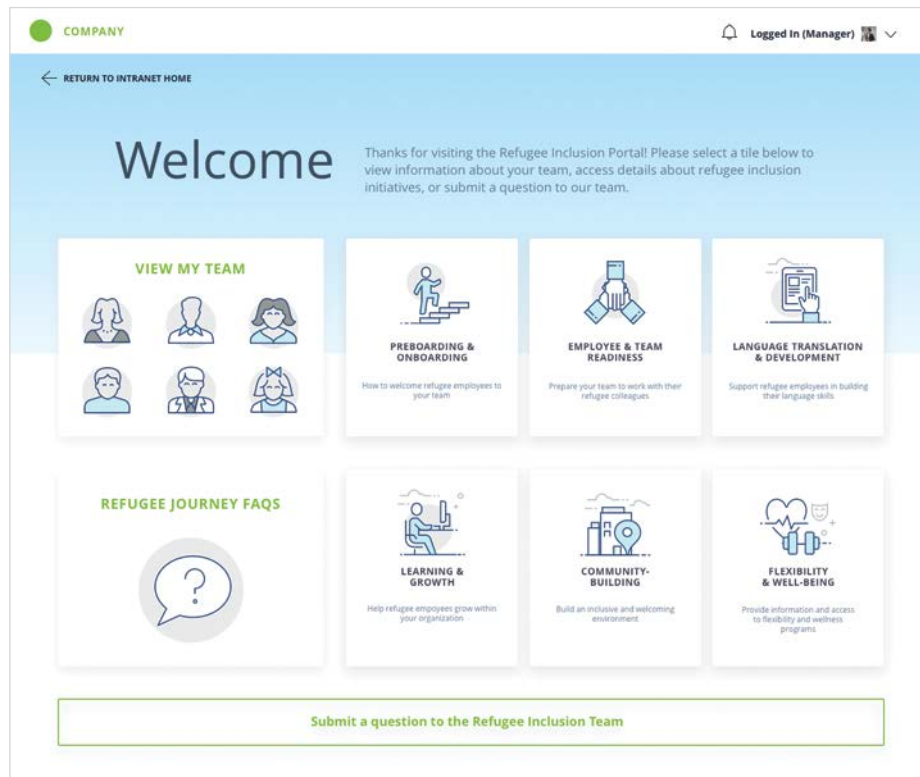 COMPANY
Logged In (Manager)
RETURN TO INTRANET HOME
Welcome
Thanks for visiting the Refugee Inclusion Portal! Please select a tile below to
view information about your team, access details about refugee inclusion
initiatives, or submit a question to our team.
VIEW MY TEAM
PREBOARDING &
ONBOARDING
How to welcome refugee employees to
your team
EMPLOYEE & TEAM
READINESS
Prepare your team to work with their
refugee colleagues
LANGUAGE TRANSLATION
& DEVELOPMENT
Support refugee employees in building
their language skills
REFUGEE JOURNEY FAQS
?
LEARNING &
GROWTH
Help refugee empoyees grow within
your organization
COMMUNITY-
BUILDING
Build an inclusive and welcoming
environment
FLEXIBILITY
& WELL-BEING
Provide information and access
to flexibility and wellness
programs
Submit a question to the Refugee Inclusion Team